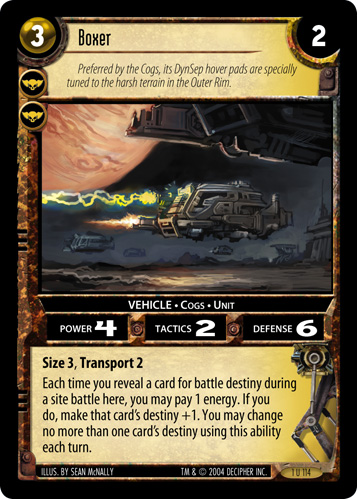 3 Boxer 2
Preferred by the Cogs, its DynSep hover pads are specially
tuned to the harsh terrain in the Outer Rim.
VEHICLE • COGS • UNIT
POWER 4 TACTICS 2 DEFENSE 6
Size 3, Transport 2
Each time you reveal a card for battle destiny during
a site battle here, you may pay 1 energy. If you
do, make that card's destiny +1. You may change
no more than one card's destiny using this ability
each turn.
ILLUS. BY SEAN McNALLY TM & © 2004 DECIPHER INC. 1 U 114